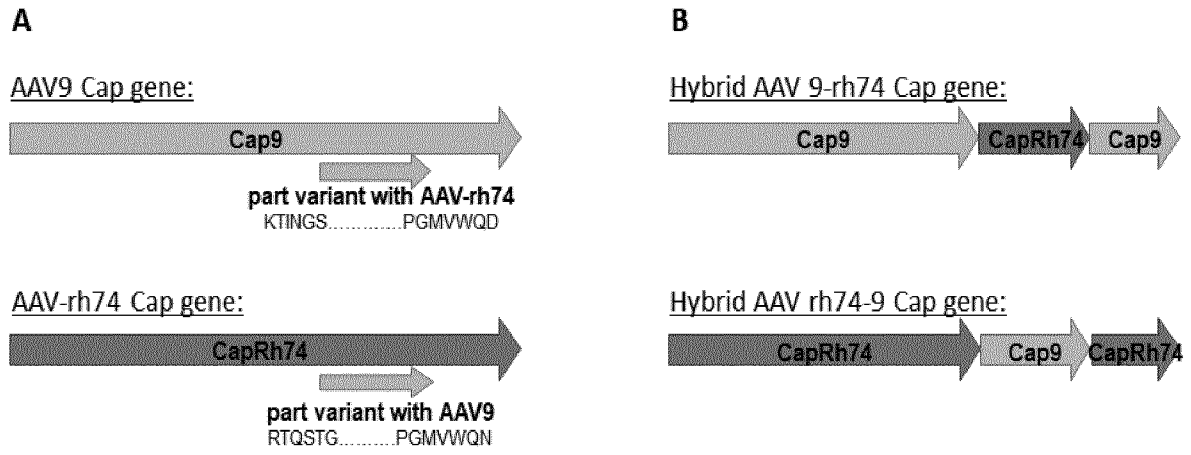 A
AAV9 Cap gene:
Cap9
part variant with AAV-rh74
KTINGS............PGMVWQD
AAV-rh74 Cap gene:
CapRh74
part variant with AAV9
RTQSTG..........PGMVWQN
B
Hybrid AAV 9-rh74 Cap gene:
Cap9 CapRh74 Cap9
Hybrid AAV rh74-9 Cap gene:
CapRh74 Cap9 CapRh74